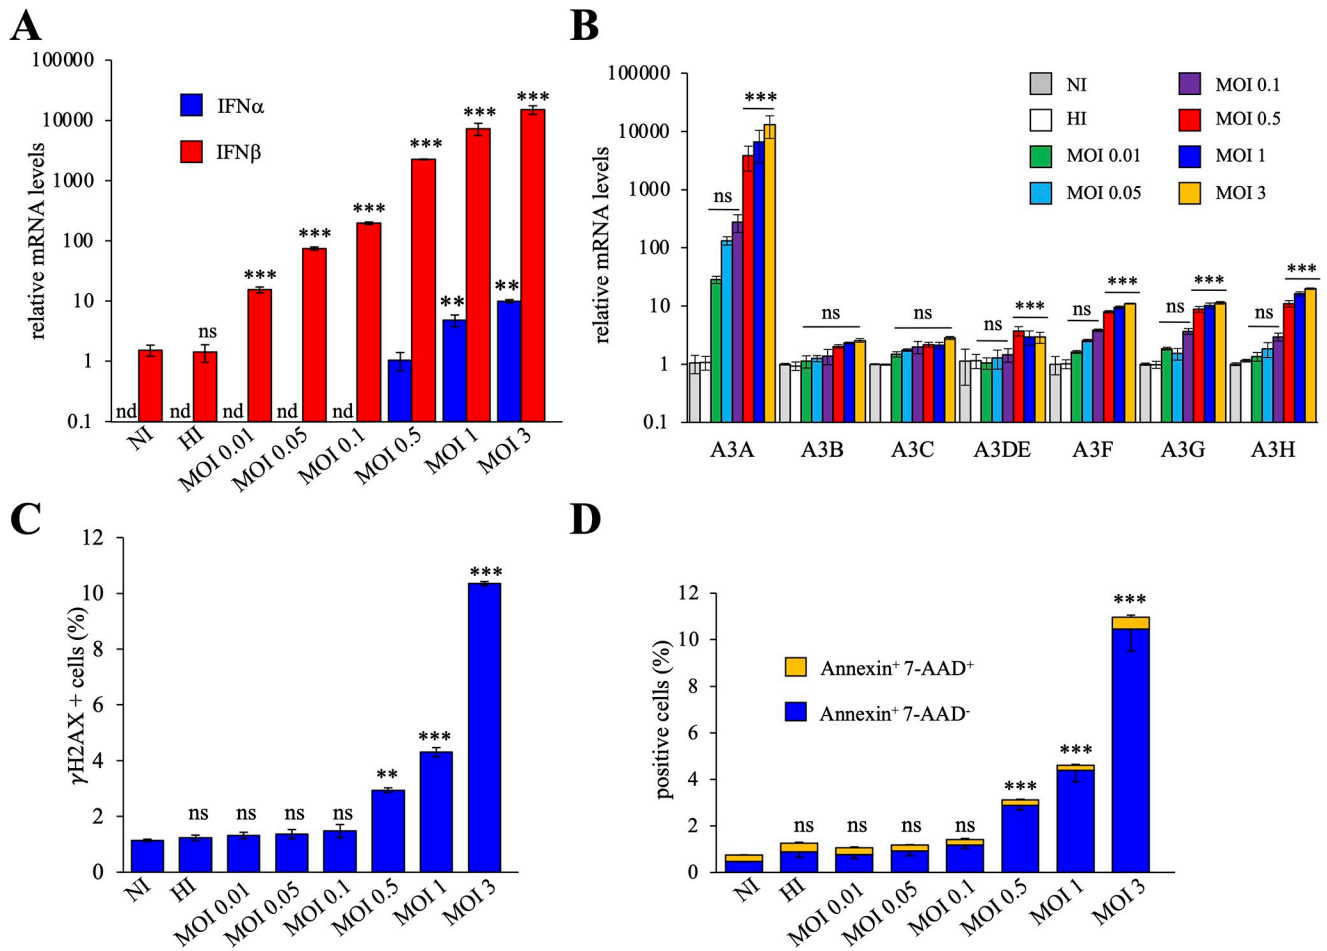 A
relative mRNA levels
100000
10000
1000
100
10
1
0.1
IFNα
IFNβ
*** *** *** *** *** ***
ns ** **
nd nd nd nd nd
NI HI MOI 0.01 MOI 0.05 MOI 0.1 MOI 0.5 MOI 1 MOI 3
B
relative mRNA levels
100000
10000
1000
100
10
1
0.1
NI
HI
MOI 0.01
MOI 0.05
MOI 0.1
MOI 0.5
MOI 1
MOI 3
ns *** ns ns ns *** ns *** ns *** ns ***
A3A A3B A3C A3DE A3F A3G A3H
C
γH2AX + cells (%)
12
10
8
6
4
2
0
ns ns ns ns ** *** ***
NI HI MOI 0.01 MOI 0.05 MOI 0.1 MOI 0.5 MOI 1 MOI 3
D
positive cells (%)
12
10
8
6
4
2
0
Annexin⁺ 7-AAD⁺
Annexin⁺ 7-AAD⁻
ns ns ns ns *** *** ***
NI HI MOI 0.01 MOI 0.05 MOI 0.1 MOI 0.5 MOI 1 MOI 3